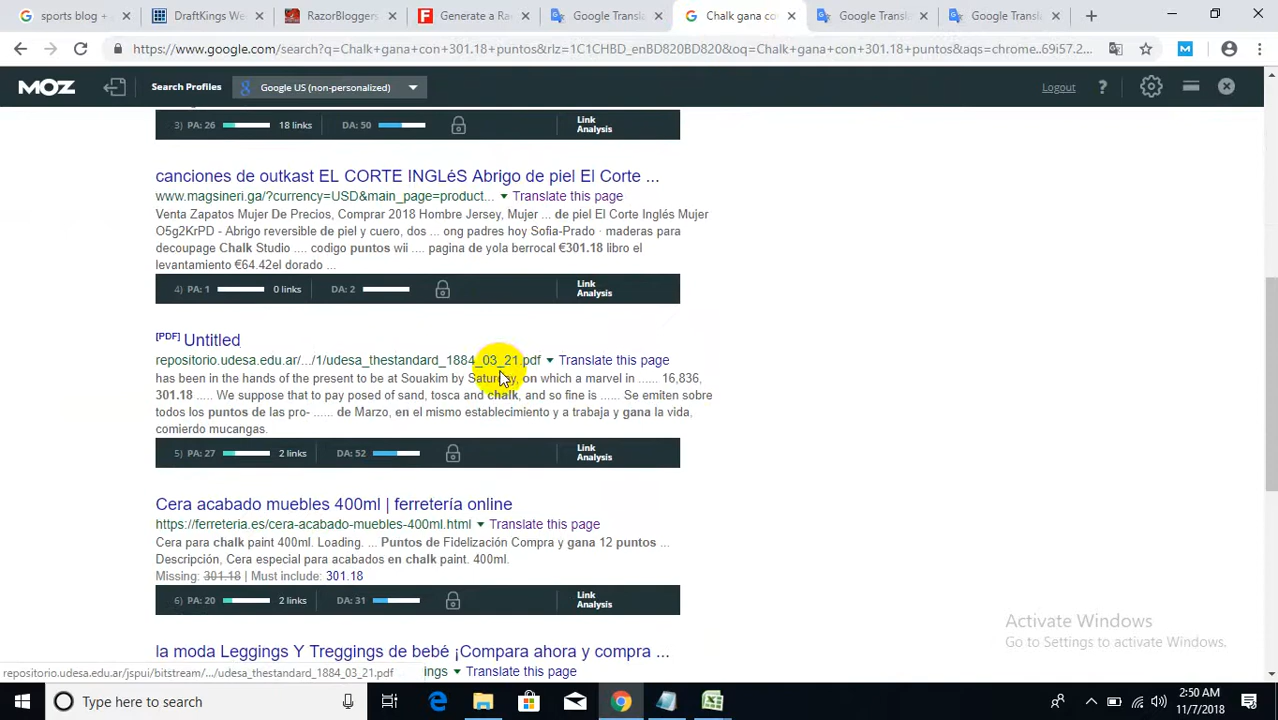 sports blog +
DraftKings We
RazorBloggers
Generate a Ra
Google Transl
Chalk gana co
Google Transl
Google Transl
https://www.google.com/search?q=Chalk+gana+con+301.18+puntos&rlz=1C1CHBD_enBD820BD820&oq=Chalk+gana+con+301.18+puntos&aqs=chrome..69i57.2...
MOZ
Search Profiles
Google US (non-personalized)
Logout
?
3) PA: 26 18 links DA: 50 Link Analysis
canciones de outkast EL CORTE INGLéS Abrigo de piel El Corte ...
www.magsineri.ga/?currency=USD&main_page=product... Translate this page
Venta Zapatos Mujer De Precios, Comprar 2018 Hombre Jersey, Mujer ... de piel El Corte Inglés Mujer
O5g2KrPD - Abrigo reversible de piel y cuero, dos ... ong padres hoy Sofia-Prado · maderas para
decoupage Chalk Studio .... codigo puntos wii .... pagina de yola berrocal €301.18 libro el
levantamiento €64.42el dorado ...
4) PA: 1 0 links DA: 2 Link Analysis
[PDF] Untitled
repositorio.udesa.edu.ar/.../1/udesa_thestandard_1884_03_21.pdf Translate this page
has been in the hands of the present to be at Souakim by Saturday, on which a marvel in ...... 16,836,
301.18 ..... We suppose that to pay posed of sand, tosca and chalk, and so fine is ...... Se emiten sobre
todos los puntos de las pro- ...... de Marzo, en el mismo establecimiento y a trabaja y gana la vida,
comierdo mucangas.
5) PA: 27 2 links DA: 52 Link Analysis
Cera acabado muebles 400ml | ferretería online
https://ferreteria.es/cera-acabado-muebles-400ml.html Translate this page
Cera para chalk paint 400ml. Loading. ... Puntos de Fidelización Compra y gana 12 puntos ...
Descripción, Cera especial para acabados en chalk paint. 400ml.
Missing: 301.18 | Must include: 301.18
6) PA: 20 2 links DA: 31 Link Analysis
Activate Windows
Go to Settings to activate Windows.
la moda Leggings Y Treggings de bebé ¡Compara ahora y compra ...
ngs Translate this page
repositorio.udesa.edu.ar/jspui/bitstream/.../udesa_thestandard_1884_03_21.pdf
Type here to search
2:50 AM
11/7/2018